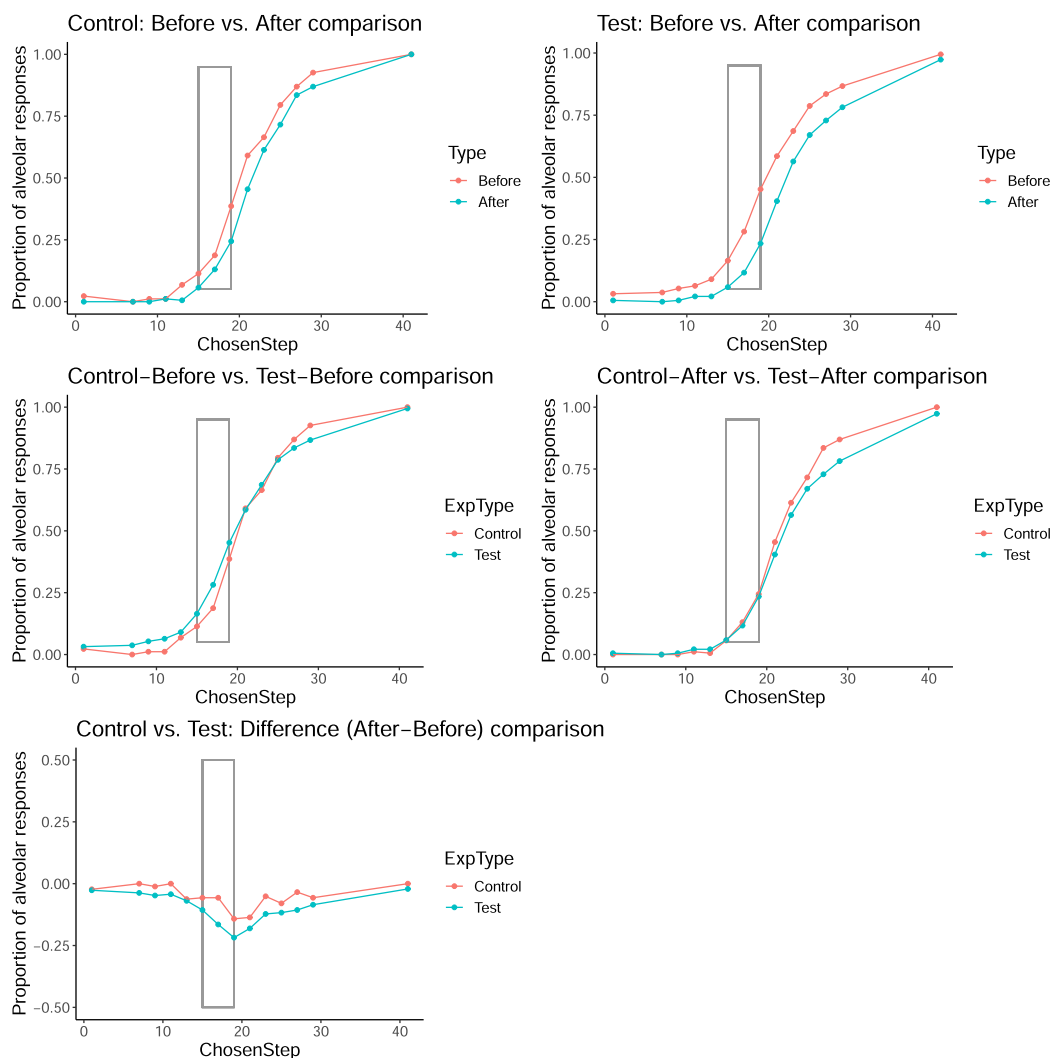 Control: Before vs. After comparison
Proportion of alveolar responses
1.00
0.75
0.50
0.25
0.00
0 10 20 30 40
ChosenStep
Type
Before
After
Test: Before vs. After comparison
Proportion of alveolar responses
1.00
0.75
0.50
0.25
0.00
0 10 20 30 40
ChosenStep
Type
Before
After
Control−Before vs. Test−Before comparison
Proportion of alveolar responses
1.00
0.75
0.50
0.25
0.00
0 10 20 30 40
ChosenStep
ExpType
Control
Test
Control−After vs. Test−After comparison
Proportion of alveolar responses
1.00
0.75
0.50
0.25
0.00
0 10 20 30 40
ChosenStep
ExpType
Control
Test
Control vs. Test: Difference (After−Before) comparison
Proportion of alveolar responses
0.50
0.25
0.00
−0.25
−0.50
0 10 20 30 40
ChosenStep
ExpType
Control
Test